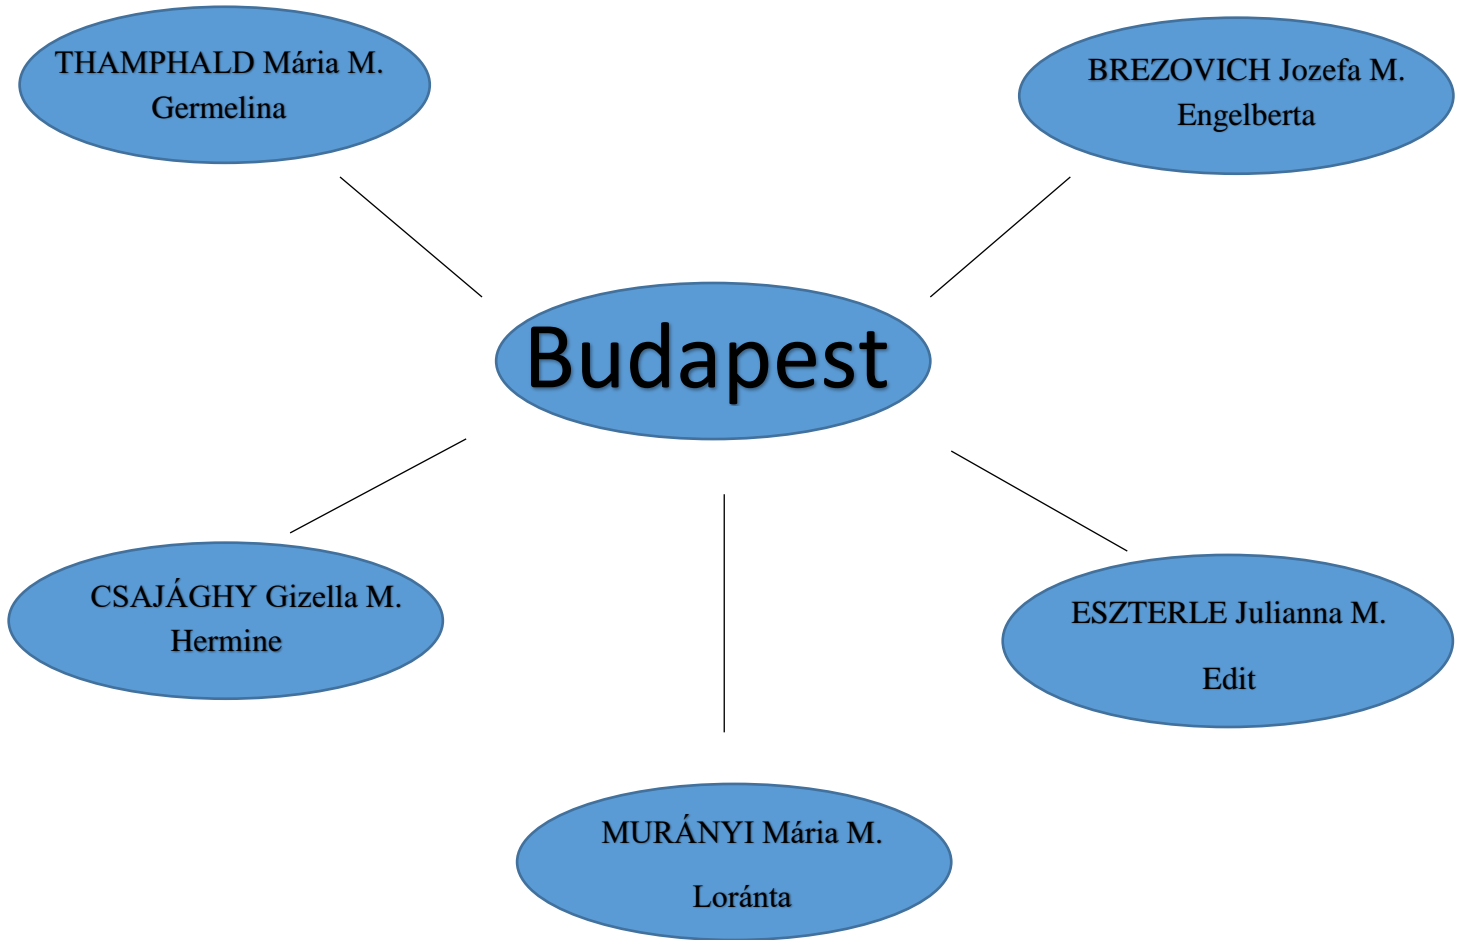 THAMPHALD Mária M.
Germelina
BREZOVICH Jozefa M.
Engelberta
Budapest
CSAJÁGHY Gizella M.
Hermine
ESZTERLE Julianna M.
Edit
MURÁNYI Mária M.
Loránta